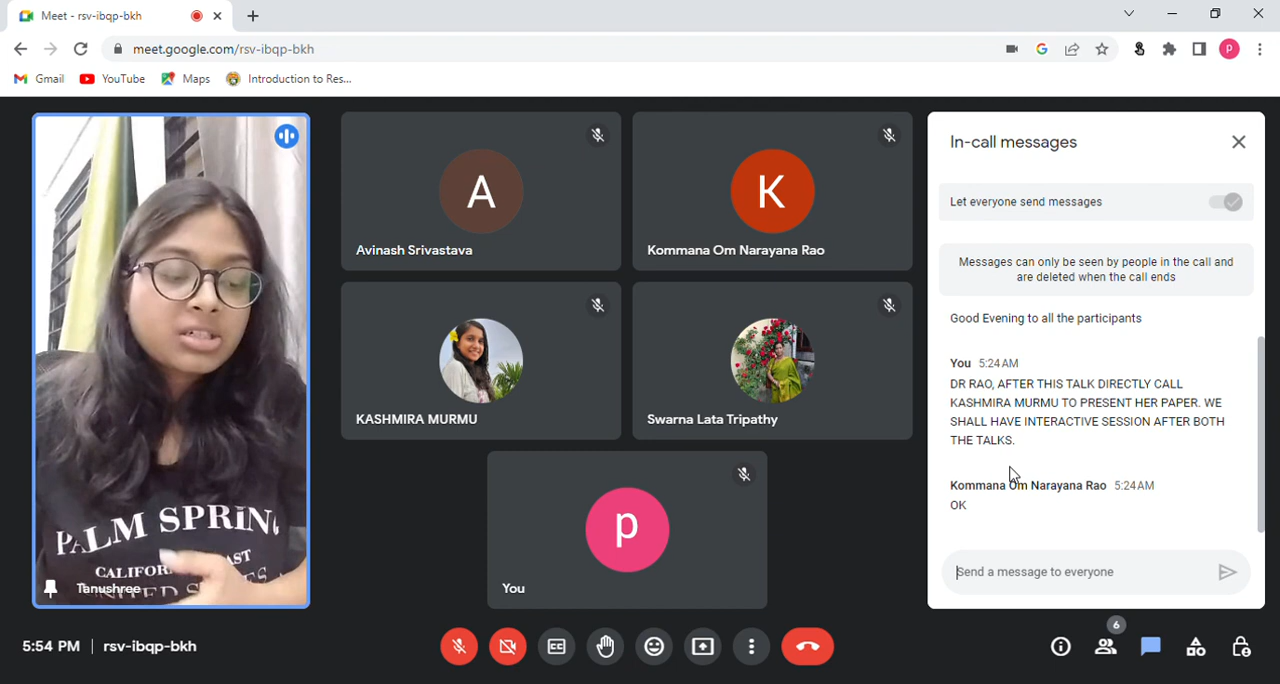 Meet - rsv-ibqp-bkh
meet.google.com/rsv-ibqp-bkh
P
Gmail YouTube Maps Introduction to Res...
A
Avinash Srivastava
K
Kommana Om Narayana Rao
KASHMIRA MURMU
Swarna Lata Tripathy
p
You
PALM SPRING
CALIFOR AST
Tanushree
In-call messages
Let everyone send messages
Messages can only be seen by people in the call and
are deleted when the call ends
Good Evening to all the participants
You 5:24 AM
DR RAO, AFTER THIS TALK DIRECTLY CALL
KASHMIRA MURMU TO PRESENT HER PAPER. WE
SHALL HAVE INTERACTIVE SESSION AFTER BOTH
THE TALKS.
Kommana Om Narayana Rao 5:24 AM
OK
Send a message to everyone
5:54 PM | rsv-ibqp-bkh
CC
6